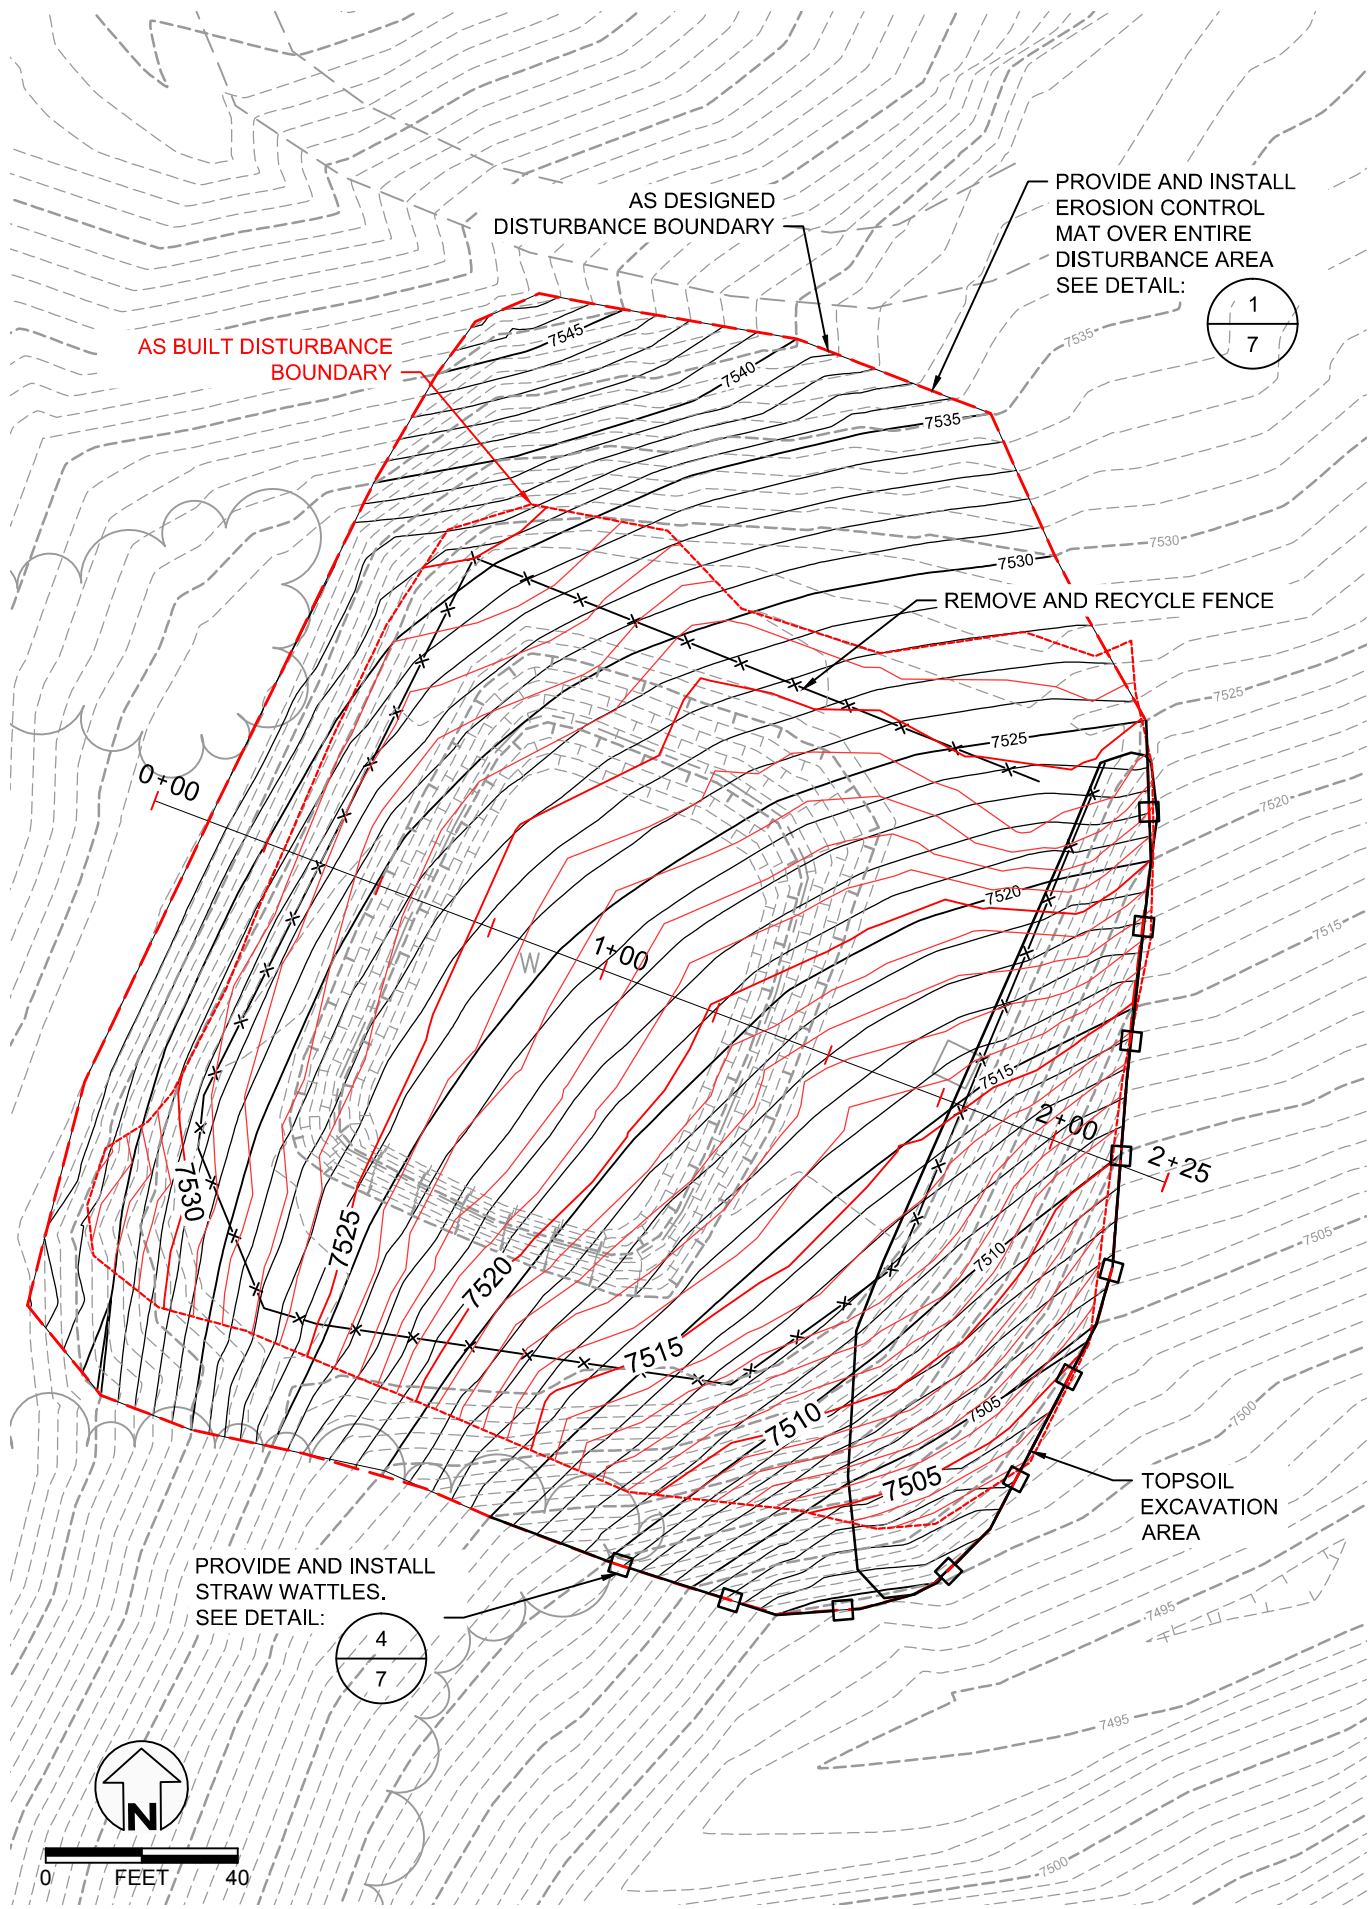 AS DESIGNED
DISTURBANCE BOUNDARY
PROVIDE AND INSTALL
EROSION CONTROL
MAT OVER ENTIRE
DISTURBANCE AREA
SEE DETAIL:
1
7
AS BUILT DISTURBANCE
BOUNDARY
7545
7540
7535
7535
7530
7530
REMOVE AND RECYCLE FENCE
7525
7525
7520
7520
7515
7515
0+00
1+00
W
2+00
2+25
7530
7525
7520
7515
7510
7505
7510
7505
7505
7500
TOPSOIL
EXCAVATION
AREA
PROVIDE AND INSTALL
STRAW WATTLES.
SEE DETAIL:
4
7
7495
7495
7500
N
0
FEET
40